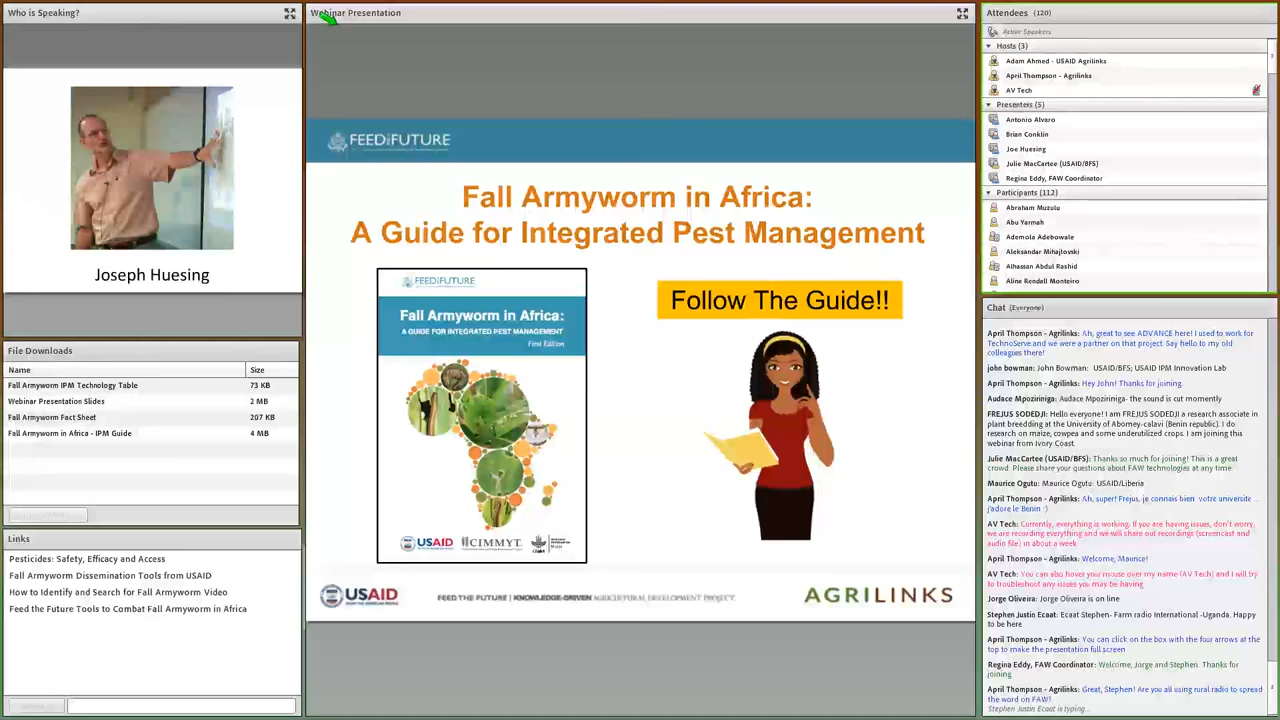 Who is Speaking?
Joseph Huesing
File Downloads
Name Size
Fall Armyworm IPM Technology Table 73 KB
Webinar Presentation Slides 2 MB
Fall Armyworm Fact Sheet 207 KB
Fall Armyworm in Africa - IPM Guide 4 MB
Links
Pesticides: Safety, Efficacy and Access
Fall Armyworm Dissemination Tools from USAID
How to Identify and Search for Fall Armyworm Video
Feed the Future Tools to Combat Fall Armyworm in Africa
Webinar Presentation
FEED THE FUTURE
Fall Armyworm in Africa:
A Guide for Integrated Pest Management
FEED THE FUTURE
Fall Armyworm in Africa:
A GUIDE FOR INTEGRATED PEST MANAGEMENT
First Edition
USAID
CIMMYT
Follow The Guide!!
USAID
FROM THE AMERICAN PEOPLE
FEED THE FUTURE | KNOWLEDGE-DRIVEN AGRICULTURAL DEVELOPMENT PROJECT
AGRILINKS
Attendees (120)
Active Speakers
Hosts (3)
Adam Ahmed - USAID Agrilinks
April Thompson - Agrilinks
AV Tech
Presenters (5)
Antonio Alvaro
Brian Conklin
Joe Huesing
Julie MacCartee (USAID/BFS)
Regina Eddy, FAW Coordinator
Participants (112)
Abraham Muzulu
Abu Yarmah
Ademola Adebowale
Aleksandar Mihajlovski
Alhassan Abdul Rashid
Aline Rendall Monteiro
Chat (Everyone)
April Thompson - Agrilinks: Ah, great to see ADVANCE here! I used to work for
TechnoServe and we were a partner on that project. Say hello to my old
colleagues there!
john bowman: John Bowman: USAID/BFS; USAID IPM Innovation Lab
April Thompson - Agrilinks: Hey John! Thanks for joining.
Audace Mpoziriniga: Audace Mpoziriniga- the sound is cut momently
FREJUS SODEDJI: Hello everyone! I am FREJUS SODEDJI a research associate in
plant breedding at the University of Abomey-calavi (Benin republic). I do
research on maize, cowpea and some underutilized crops. I am joining this
webinar from Ivory Coast.
Julie MacCartee (USAID/BFS): Thanks so much for joining! This is a great
crowd. Please share your questions about FAW technologies at any time
Maurice Ogutu: Maurice Ogutu: USAID/Liberia
April Thompson - Agrilinks: Ah, super! Frejus, je connais bien votre universite ...
j'adore le Benin :)
AV Tech: Currently, everything is working. If you are having issues, don't worry,
we are recording everything and we will share out recordings (screencast and
audio file) in about a week
April Thompson - Agrilinks: Welcome, Maurice!
AV Tech: You can also hover your mouse over my name (AV Tech) and I will try
to troubleshoot any issues you may be having
Jorge Oliveira: Jorge Oliveira is on line
Stephen Justin Ecaat: Ecaat Stephen- Farm radio International -Uganda. Happy
to be here
April Thompson - Agrilinks: You can click on the box with the four arrows at the
top to make the presentation full screen
Regina Eddy, FAW Coordinator: Welcome, Jorge and Stephen. Thanks for
joining.
April Thompson - Agrilinks: Great, Stephen! Are you all using rural radio to spread
the word on FAW?
Stephen Justin Ecaat is typing...